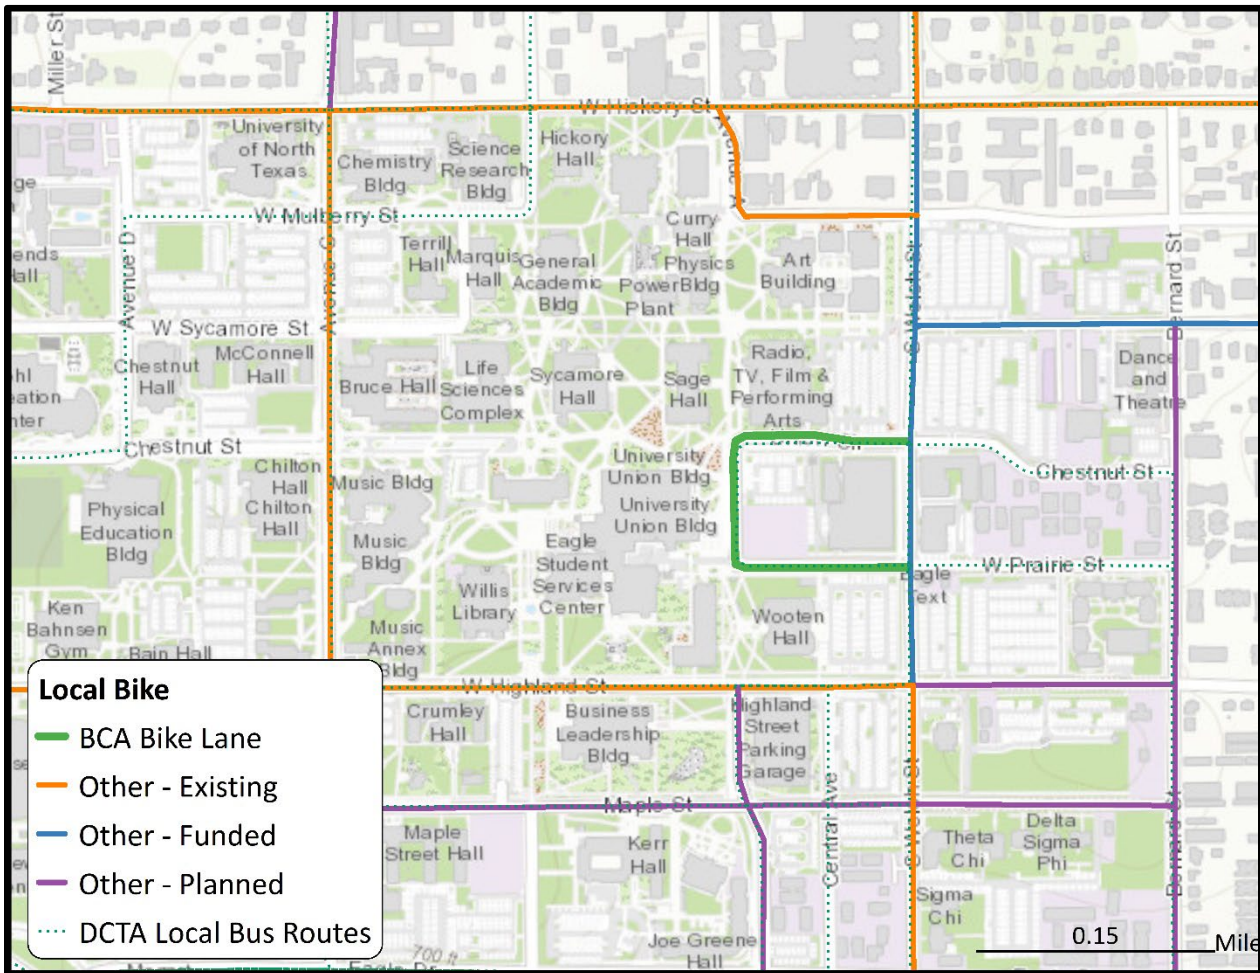 Miller St
W Hickory St
University
of North
Texas
Chemistry
Bldg
Science
Research
Bldg
Hickory
Hall
Avenue A
W Mulberry St
Avenue D
Avenue C
Terrill
Hall
Marquis
Hall
General
Academic
Bldg
Curry
Hall
Physics
Bldg
Power
Plant
Art
Building
S Welch St
Bernard St
W Sycamore St
Chestnut
Hall
McConnell
Hall
Bruce Hall
Life
Sciences
Complex
Sycamore
Hall
Sage
Hall
Radio,
TV, Film &
Performing
Arts
Dance
and
Theatre
Chestnut St
Chestnut St
Chilton
Hall
Chilton
Hall
Music Bldg
University
Union Bldg
University
Union Bldg
Physical
Education
Bldg
Music
Bldg
Eagle
Student
Services
Center
W Prairie St
Willis
Library
Wooten
Hall
Ken
Bahnsen
Gym
Music
Annex
Bldg
W Highland St
Crumley
Hall
Business
Leadership
Bldg
Highland
Street
Parking
Garage
Maple St
Central Ave
Maple
Street Hall
Kerr
Hall
Theta
Chi
Delta
Sigma
Phi
Sigma
Chi
Joe Greene
Hall
700 ft
Local Bike
BCA Bike Lane
Other - Existing
Other - Funded
Other - Planned
DCTA Local Bus Routes
0.15
Mile